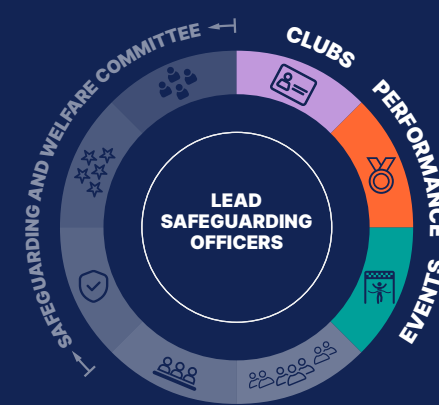 SAFEGUARDING AND WELFARE COMMITTEE
CLUBS
PERFORMANCE
EVENTS
LEAD
SAFEGUARDING
OFFICERS